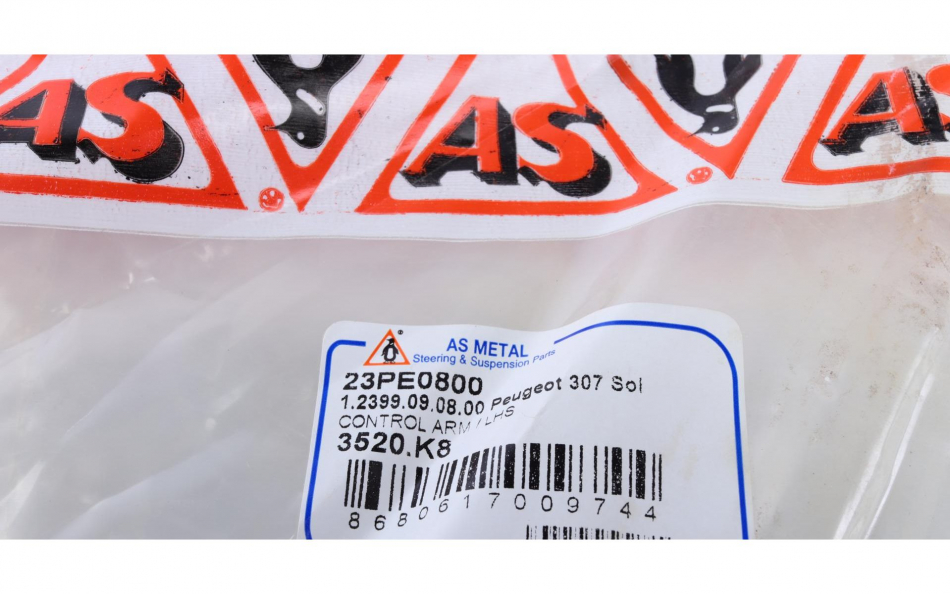 AS AS AS
AS METAL
Steering & Suspension Parts
23PE0800
1.2399.09.08.00 Peugeot 307 Sol
CONTROL ARM / LHS
3520.K8
8680617009744